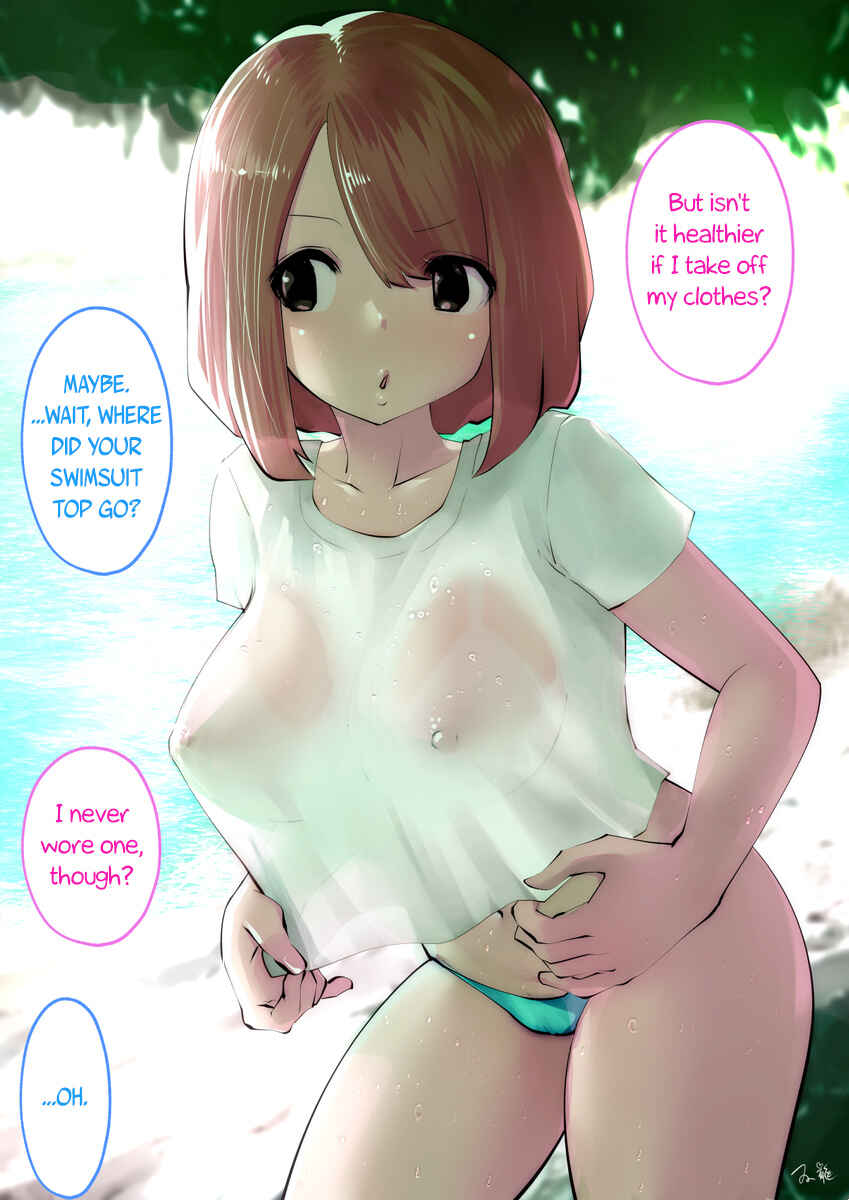 But isn't
it healthier
if I take off
my clothes?
MAYBE.
...WAIT, WHERE
DID YOUR
SWIMSUIT
TOP GO?
I never
wore one,
though?
...OH.